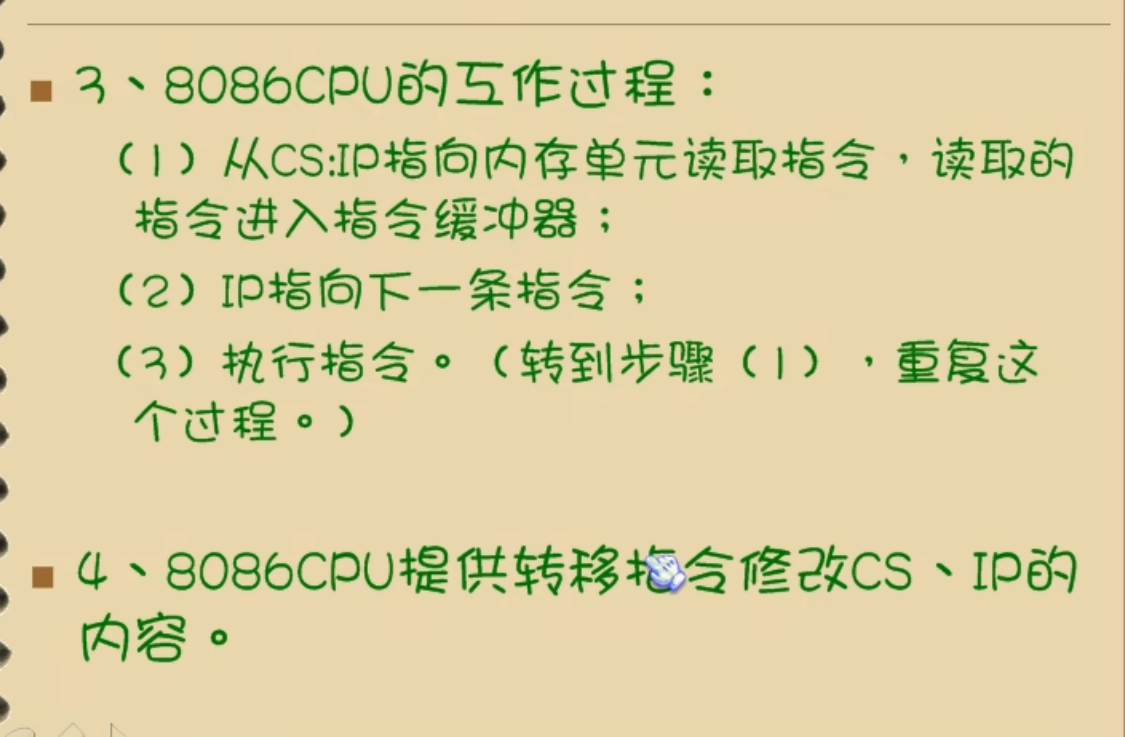 3、8086CPU的工作过程：
（1）从CS:IP指向内存单元读取指令，读取的
指令进入指令缓冲器；
（2）IP指向下一条指令；
（3）执行指令。（转到步骤（1），重复这
个过程。）
4、8086CPU提供转移指令修改CS、IP的
内容。